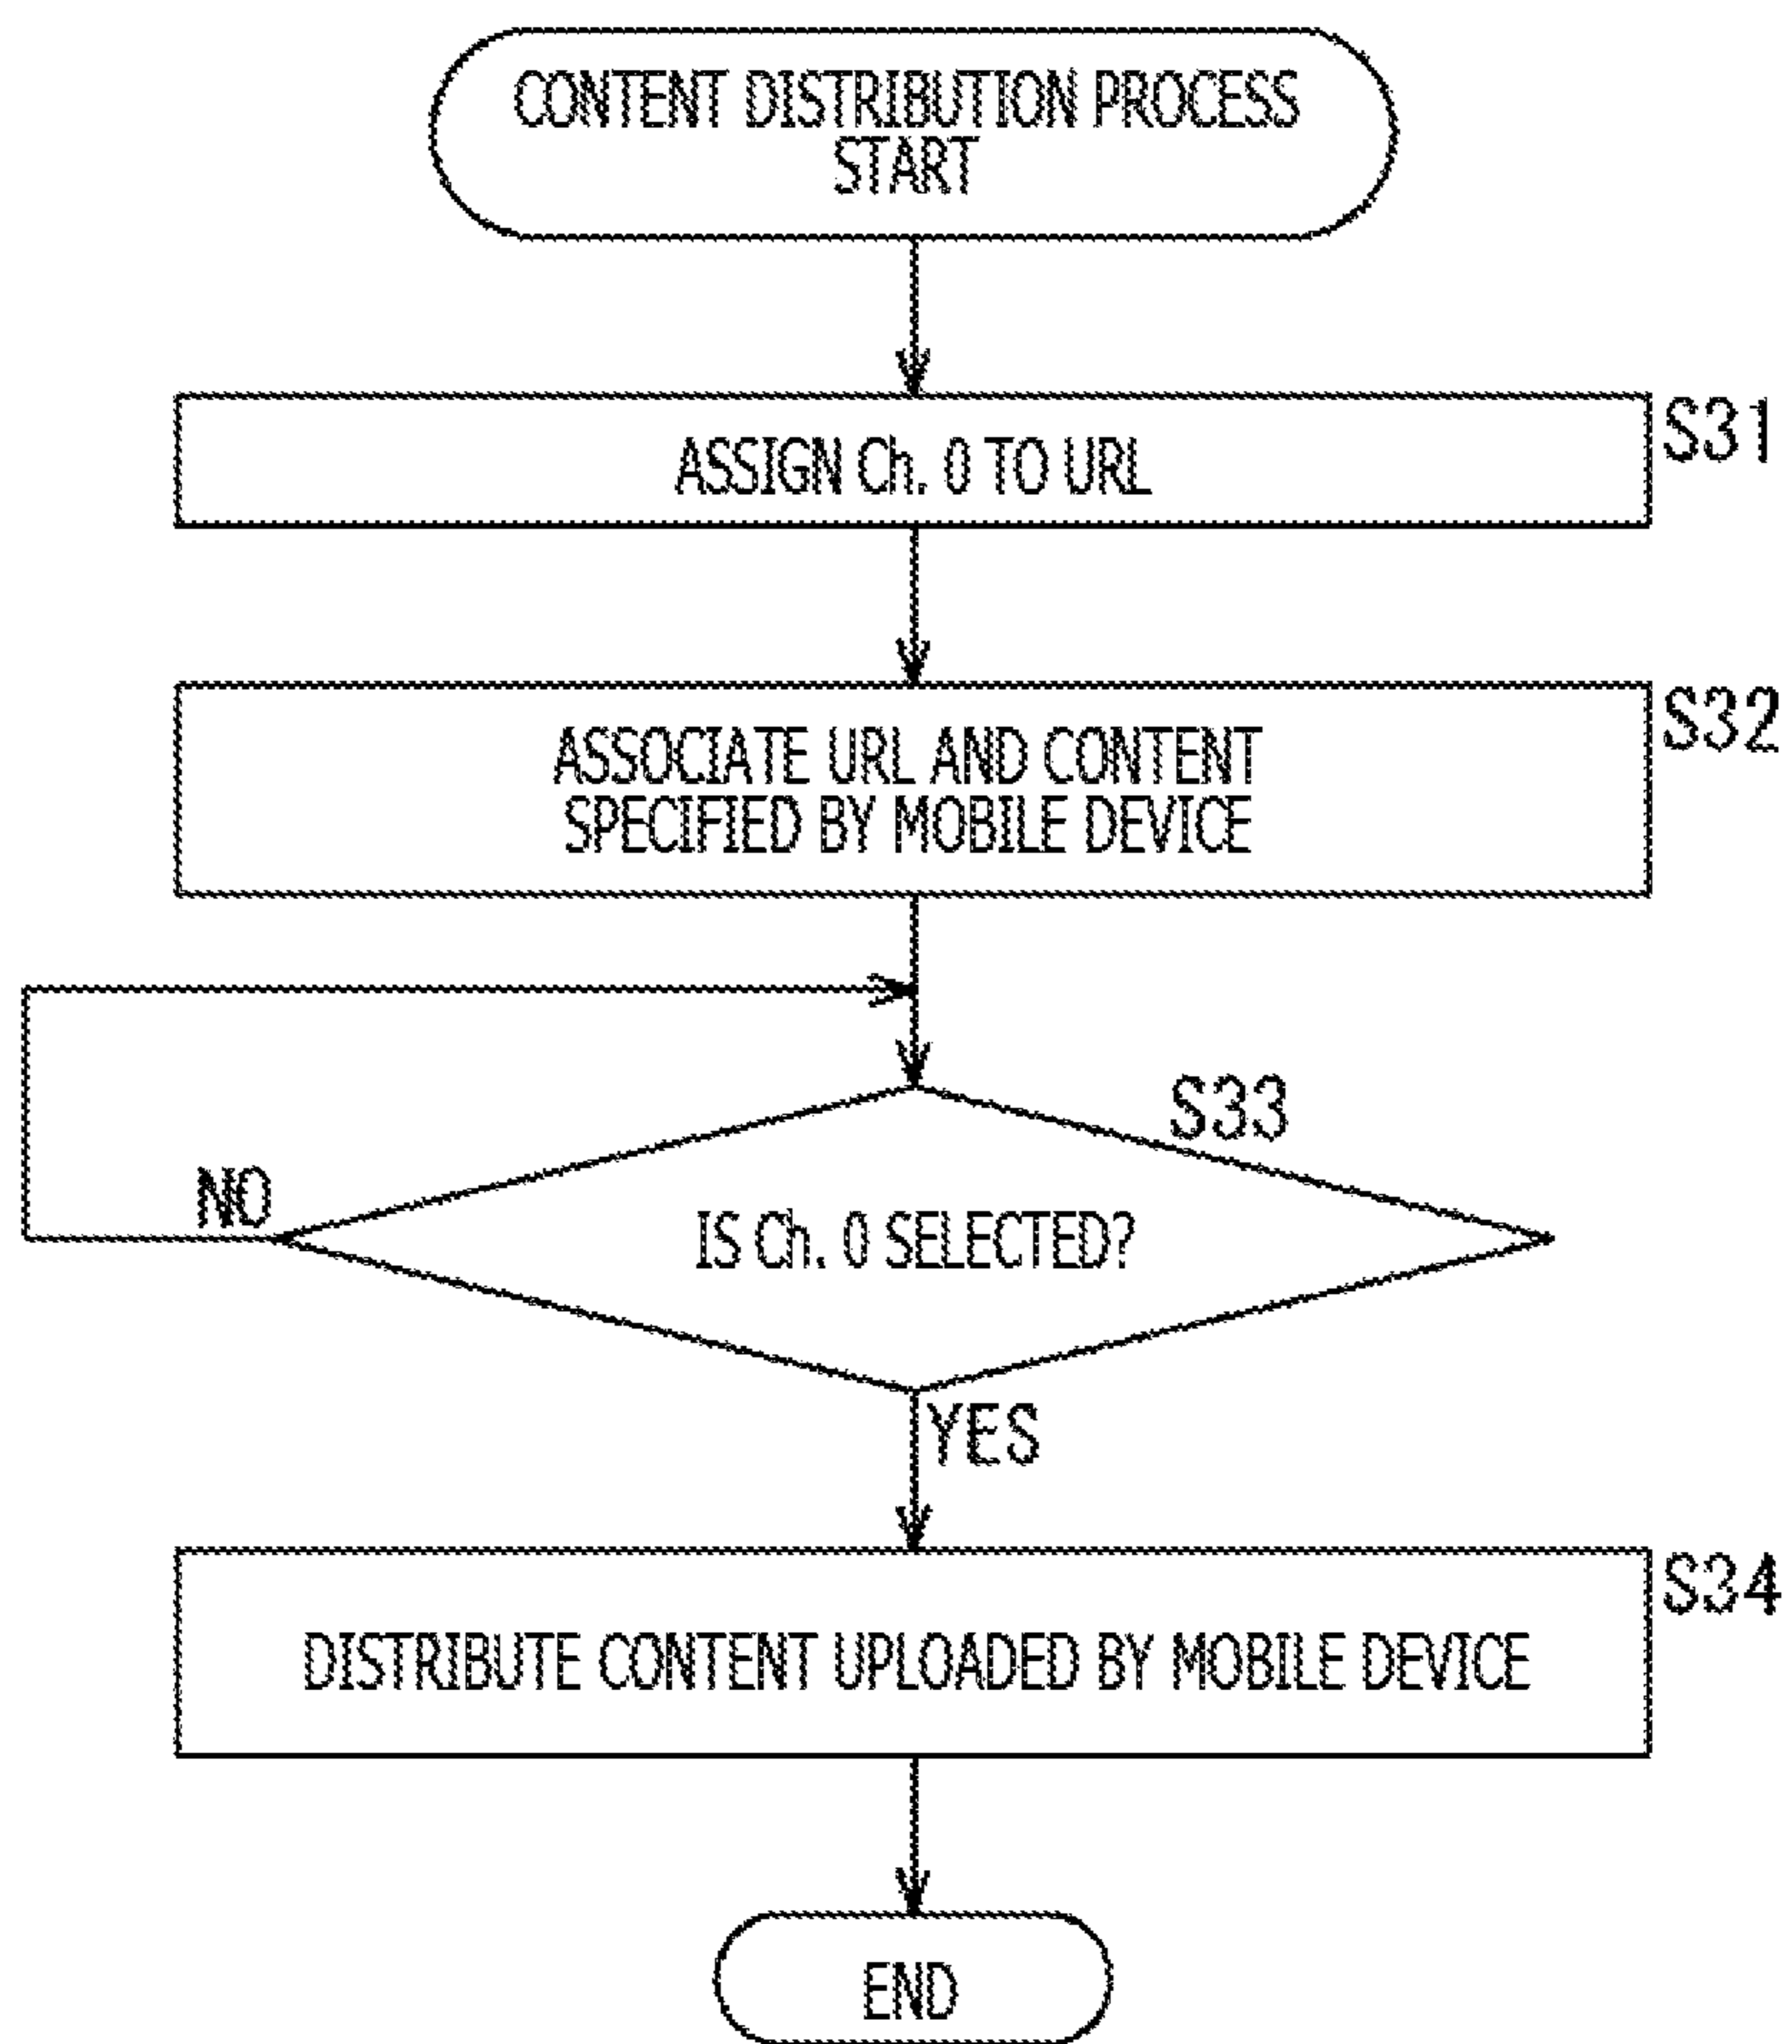 CONTENT DISTRIBUTION PROCESS
START
S31
ASSIGN Ch. 0 TO URL
S32
ASSOCIATE URL AND CONTENT
SPECIFIED BY MOBILE DEVICE
S33
NO
IS Ch. 0 SELECTED?
YES
S34
DISTRIBUTE CONTENT UPLOADED BY MOBILE DEVICE
END